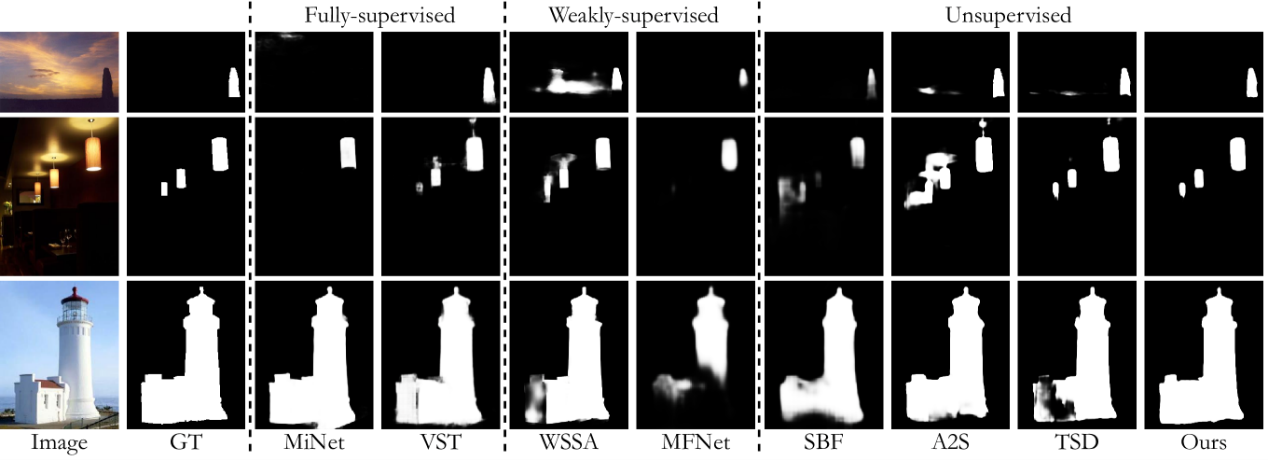 Fully-supervised Weakly-supervised Unsupervised
Image GT MiNet VST WSSA MFNet SBF A2S TSD Ours